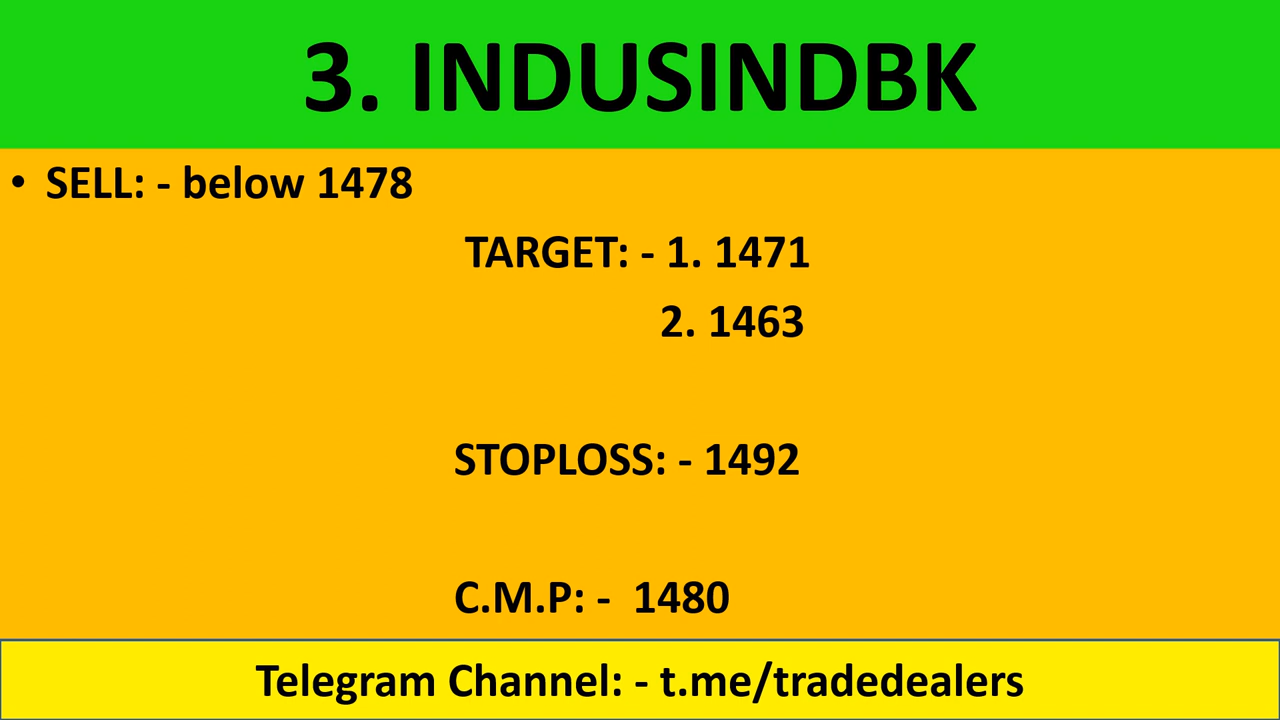 3. INDUSINDBK
• SELL: - below 1478
TARGET: - 1. 1471
2. 1463
STOPLOSS: - 1492
C.M.P: -  1480
Telegram Channel: - t.me/tradedealers